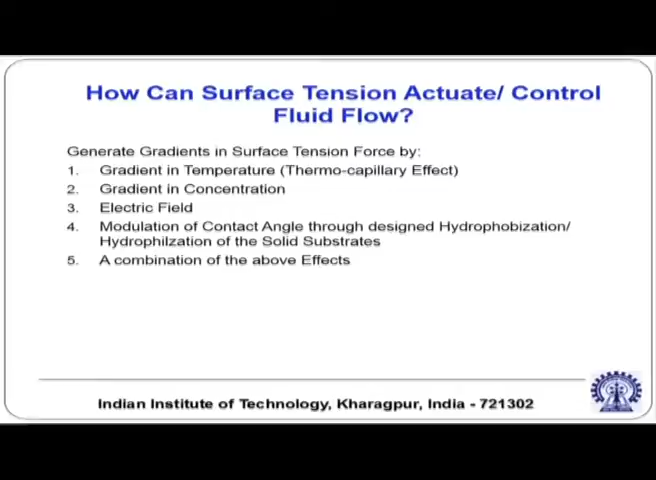 How Can Surface Tension Actuate/ Control
Fluid Flow?
Generate Gradients in Surface Tension Force by:
1. Gradient in Temperature (Thermo-capillary Effect)
2. Gradient in Concentration
3. Electric Field
4. Modulation of Contact Angle through designed Hydrophobization/
Hydrophilzation of the Solid Substrates
5. A combination of the above Effects
Indian Institute of Technology, Kharagpur, India - 721302